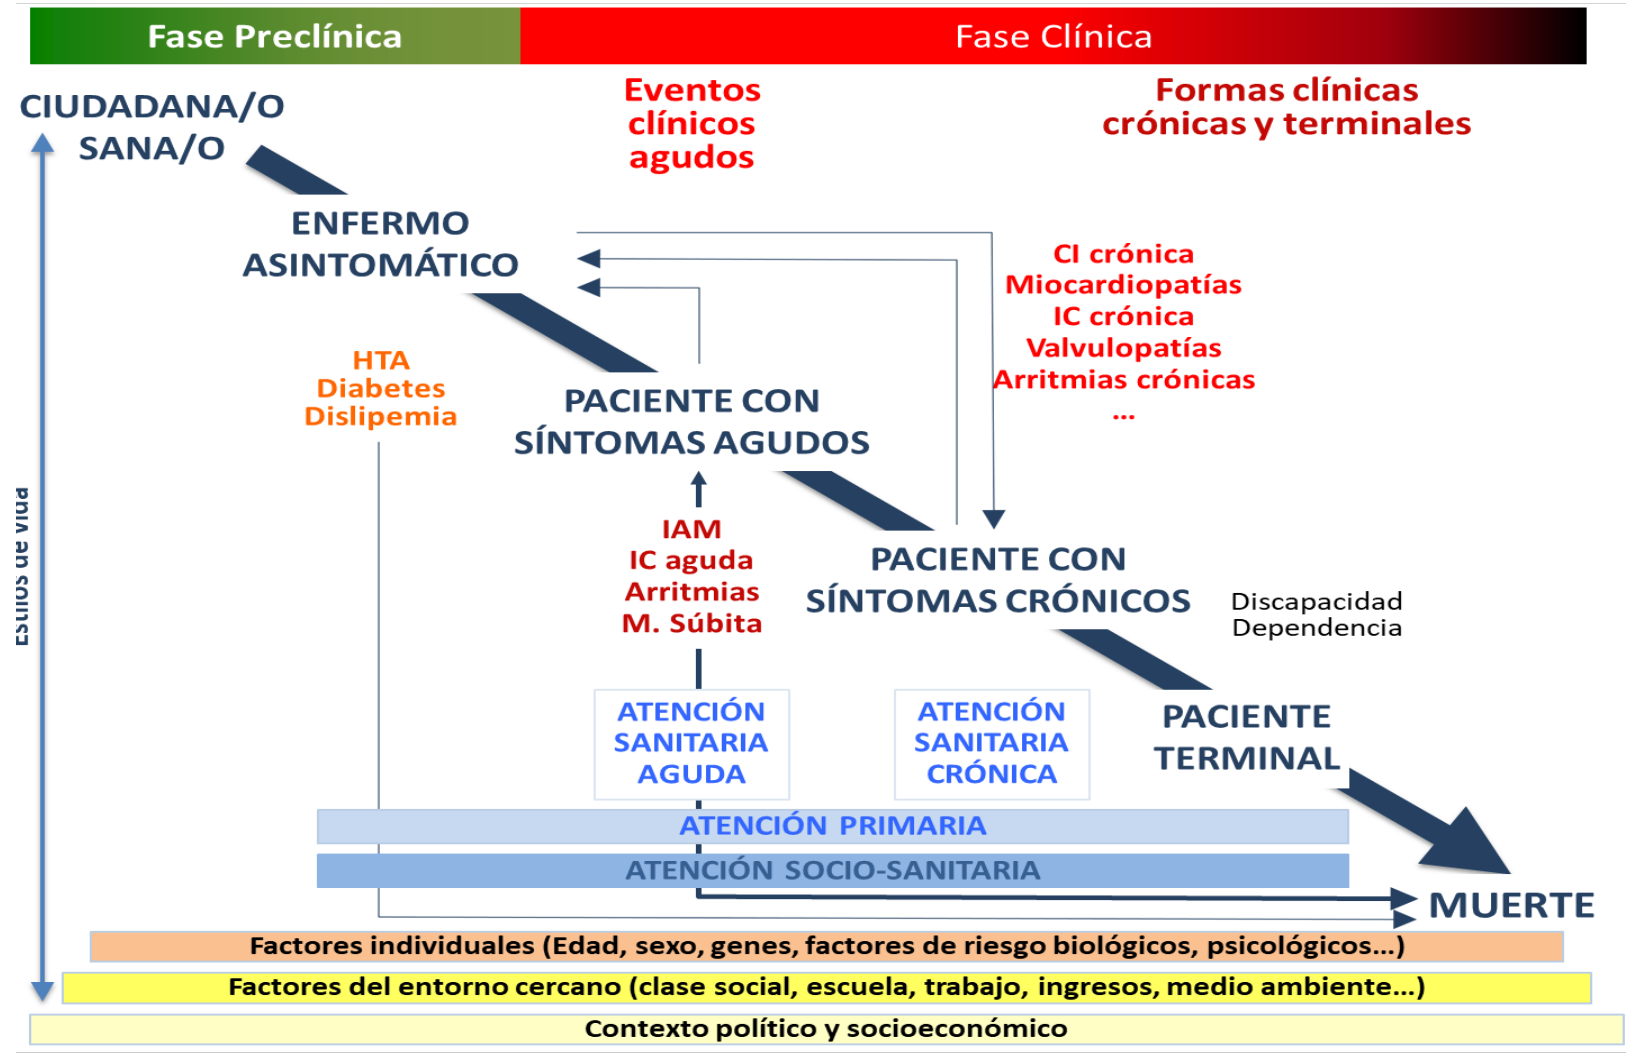 Fase Preclínica
Fase Clínica
CIUDADANA/O
SANA/O
Eventos
clínicos
agudos
Formas clínicas
crónicas y terminales
ENFERMO
ASINTOMÁTICO
CI crónica
Miocardiopatías
IC crónica
Valvulopatías
Arritmias crónicas
...
HTA
Diabetes
Dislipemia
PACIENTE CON
SÍNTOMAS AGUDOS
Estilos de vida
IAM
IC aguda
Arritmias
M. Súbita
PACIENTE CON
SÍNTOMAS CRÓNICOS
Discapacidad
Dependencia
ATENCIÓN
SANITARIA
AGUDA
ATENCIÓN
SANITARIA
CRÓNICA
PACIENTE
TERMINAL
ATENCIÓN PRIMARIA
ATENCIÓN SOCIO-SANITARIA
MUERTE
Factores individuales (Edad, sexo, genes, factores de riesgo biológicos, psicológicos...)
Factores del entorno cercano (clase social, escuela, trabajo, ingresos, medio ambiente...)
Contexto político y socioeconómico